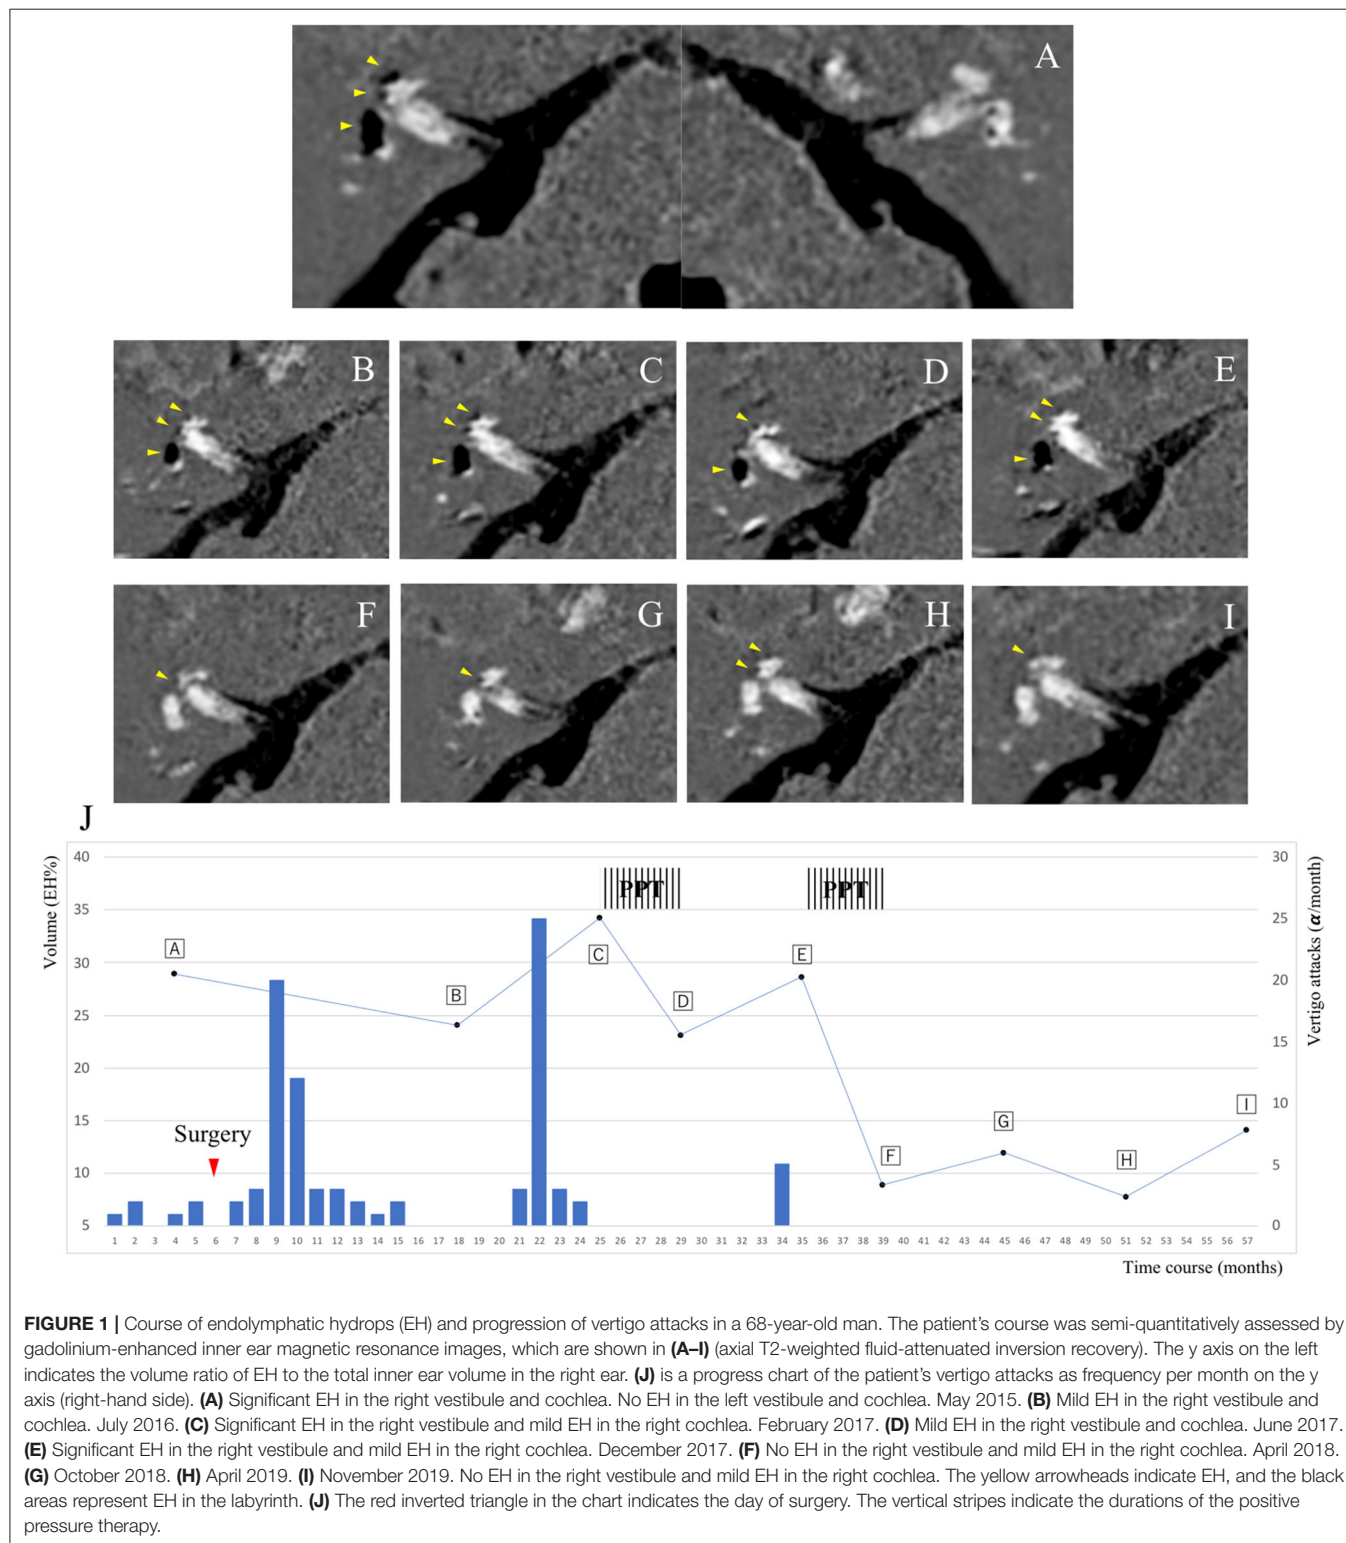 A
B
C
D
E
F
G
H
I
J
Volume (EH%)
Vertigo attacks (α/month)
40
35
30
25
20
15
10
5
30
25
20
15
10
5
0
PPT
PPT
A
B
C
D
E
F
G
H
I
Surgery
1 2 3 4 5 6 7 8 9 10 11 12 13 14 15 16 17 18 19 20 21 22 23 24 25 26 27 28 29 30 31 32 33 34 35 36 37 38 39 40 41 42 43 44 45 46 47 48 49 50 51 52 53 54 55 56 57
Time course (months)
FIGURE 1 | Course of endolymphatic hydrops (EH) and progression of vertigo attacks in a 68-year-old man. The patient’s course was semi-quantitatively assessed by
gadolinium-enhanced inner ear magnetic resonance images, which are shown in (A–I) (axial T2-weighted fluid-attenuated inversion recovery). The y axis on the left
indicates the volume ratio of EH to the total inner ear volume in the right ear. (J) is a progress chart of the patient’s vertigo attacks as frequency per month on the y
axis (right-hand side). (A) Significant EH in the right vestibule and cochlea. No EH in the left vestibule and cochlea. May 2015. (B) Mild EH in the right vestibule and
cochlea. July 2016. (C) Significant EH in the right vestibule and mild EH in the right cochlea. February 2017. (D) Mild EH in the right vestibule and cochlea. June 2017.
(E) Significant EH in the right vestibule and mild EH in the right cochlea. December 2017. (F) No EH in the right vestibule and mild EH in the right cochlea. April 2018.
(G) October 2018. (H) April 2019. (I) November 2019. No EH in the right vestibule and mild EH in the right cochlea. The yellow arrowheads indicate EH, and the black
areas represent EH in the labyrinth. (J) The red inverted triangle in the chart indicates the day of surgery. The vertical stripes indicate the durations of the positive
pressure therapy.